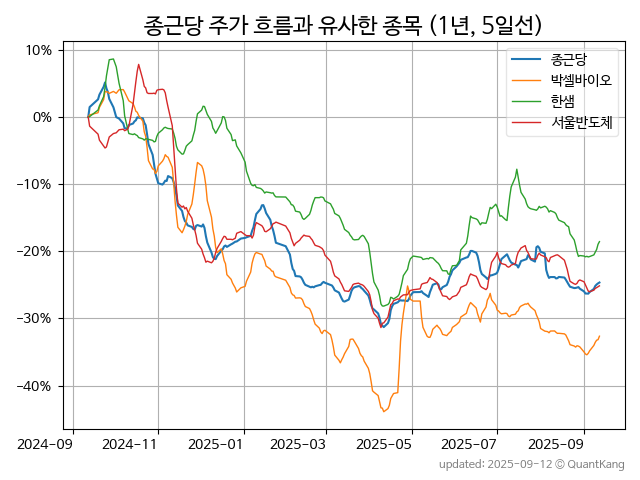 종근당 주가 흐름과 유사한 종목 (1년, 5일선)
10%
0%
−10%
−20%
−30%
−40%
종근당
박셀바이오
한샘
서울반도체
2024-09
2024-11
2025-01
2025-03
2025-05
2025-07
2025-09
updated: 2025-09-12 © QuantKang